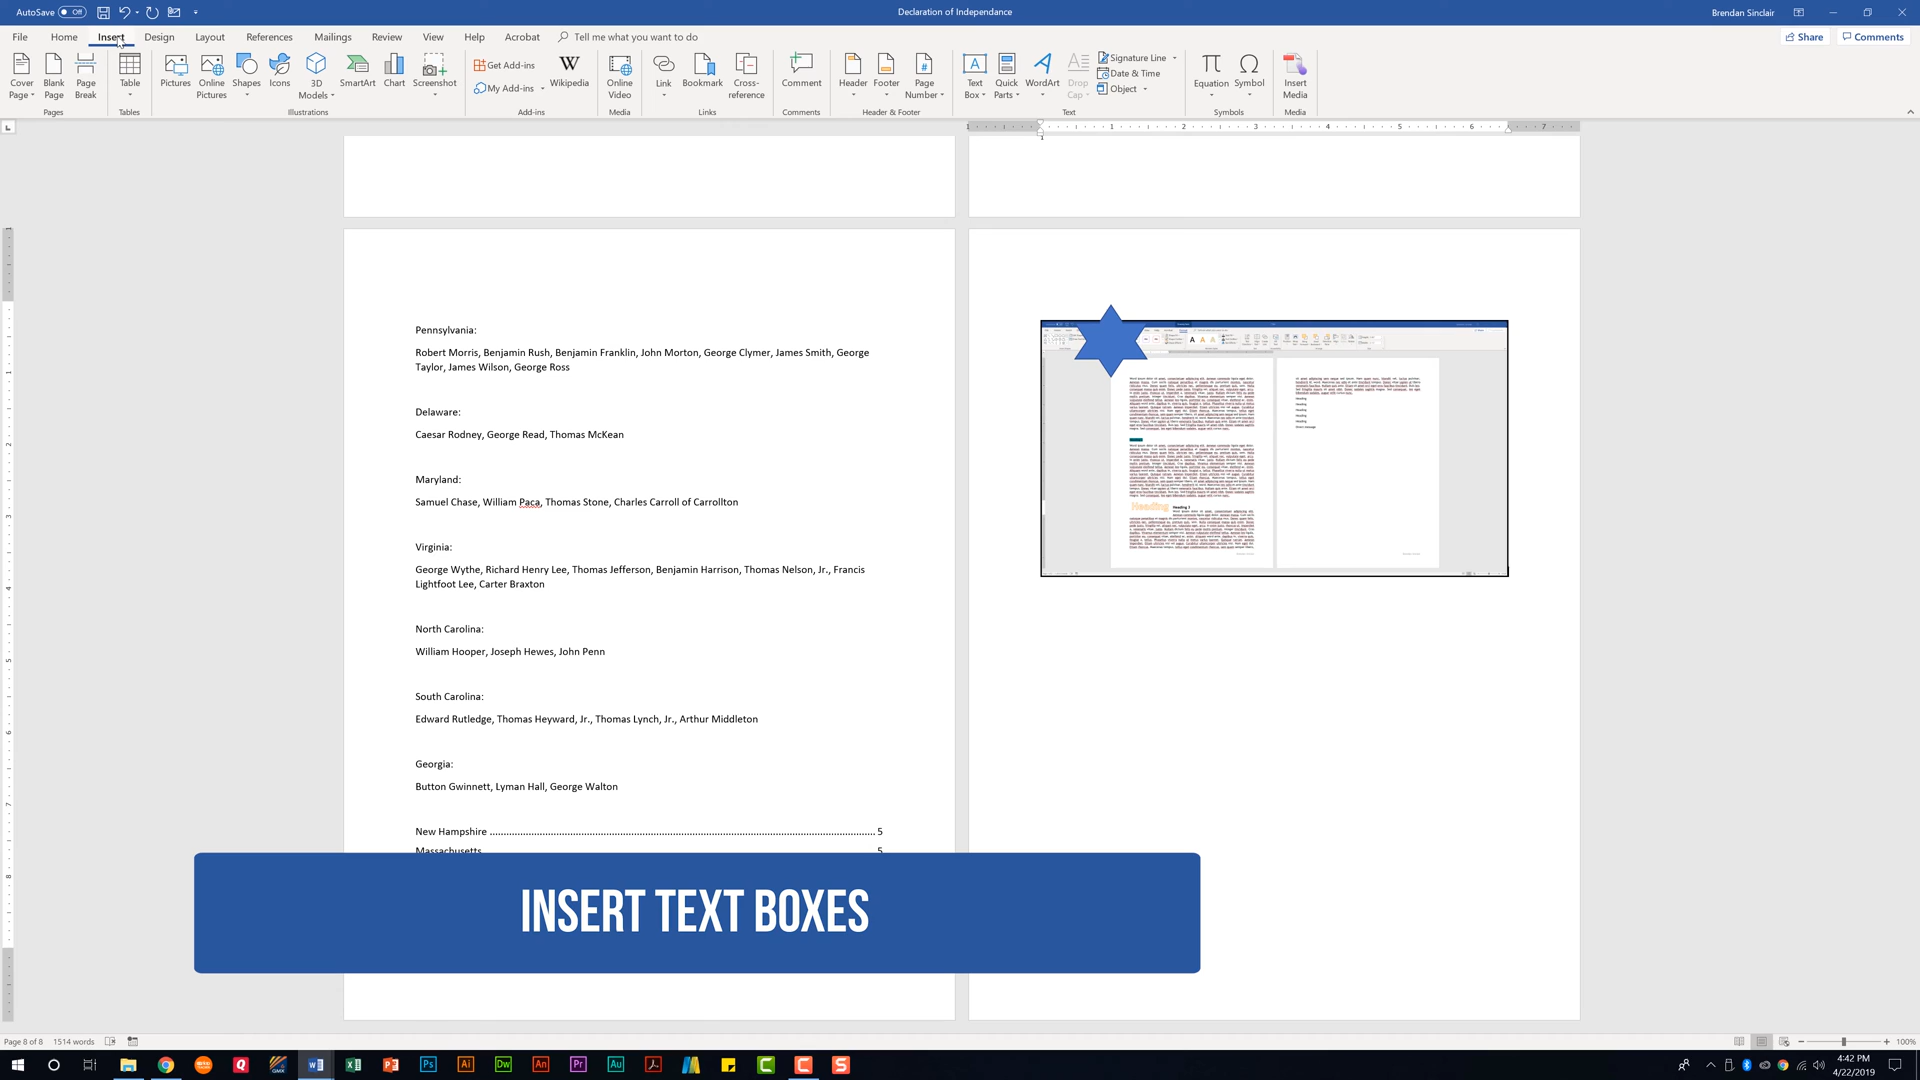 AutoSave Off
Declaration of Independance
Brendan Sinclair
File Home Insert Design Layout References Mailings Review View Help Acrobat Tell me what you want to do
Share Comments
Cover Page
Blank Page
Page Break
Table
Pictures
Online Pictures
Shapes
Icons
3D Models
SmartArt
Chart
Screenshot
Get Add-ins
My Add-ins
Wikipedia
Online Video
Link
Bookmark
Cross-reference
Comment
Header
Footer
Page Number
Text Box
Quick Parts
WordArt
Drop Cap
Signature Line
Date & Time
Object
Equation
Symbol
Insert Media
Pages Tables Illustrations Add-ins Media Links Comments Header & Footer Text Symbols Media
Pennsylvania:
Robert Morris, Benjamin Rush, Benjamin Franklin, John Morton, George Clymer, James Smith, George
Taylor, James Wilson, George Ross
Delaware:
Caesar Rodney, George Read, Thomas McKean
Maryland:
Samuel Chase, William Paca, Thomas Stone, Charles Carroll of Carrollton
Virginia:
George Wythe, Richard Henry Lee, Thomas Jefferson, Benjamin Harrison, Thomas Nelson, Jr., Francis
Lightfoot Lee, Carter Braxton
North Carolina:
William Hooper, Joseph Hewes, John Penn
South Carolina:
Edward Rutledge, Thomas Heyward, Jr., Thomas Lynch, Jr., Arthur Middleton
Georgia:
Button Gwinnett, Lyman Hall, George Walton
New Hampshire 5
Massachusetts 5
Heading
Heading 2
INSERT TEXT BOXES
Page 8 of 8 1514 words
100%
4:42 PM
4/22/2019